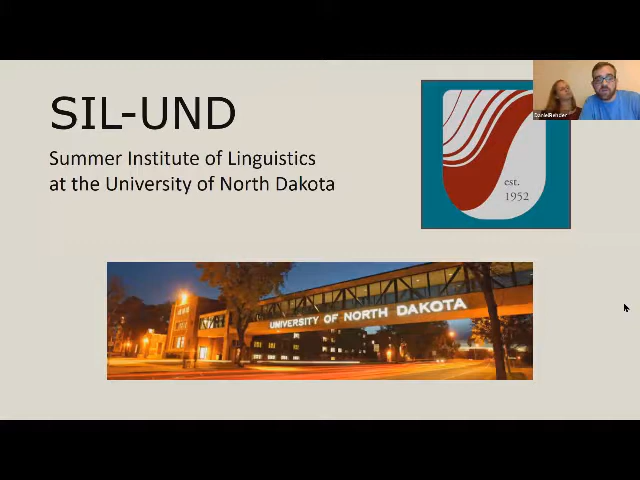 SIL-UND
Summer Institute of Linguistics
at the University of North Dakota
est.
1952
UNIVERSITY OF NORTH DAKOTA